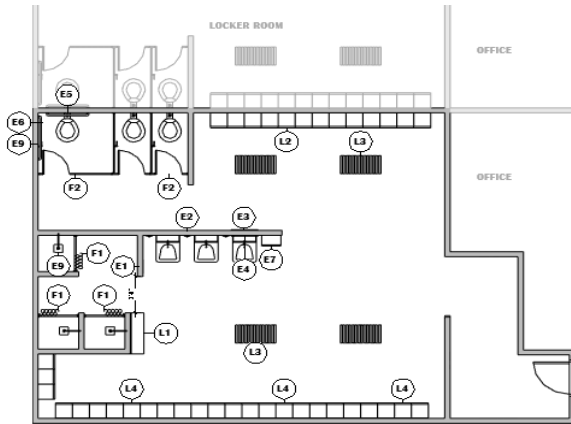 LOCKER ROOM
OFFICE
E5
E6
E9
L2
L3
F2
F2
OFFICE
E2
E3
F1
E9
E1
E4
E7
F1
F1
L1
L3
L4
L4
L4